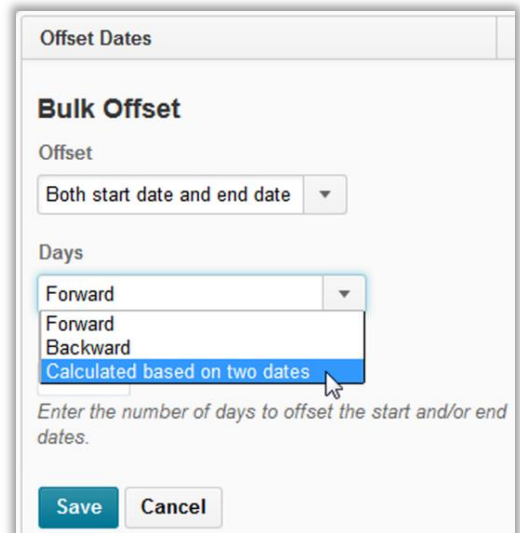 Offset Dates
Bulk Offset
Offset
Both start date and end date
Days
Forward
Forward
Backward
Calculated based on two dates
Enter the number of days to offset the start and/or end
dates.
Save Cancel